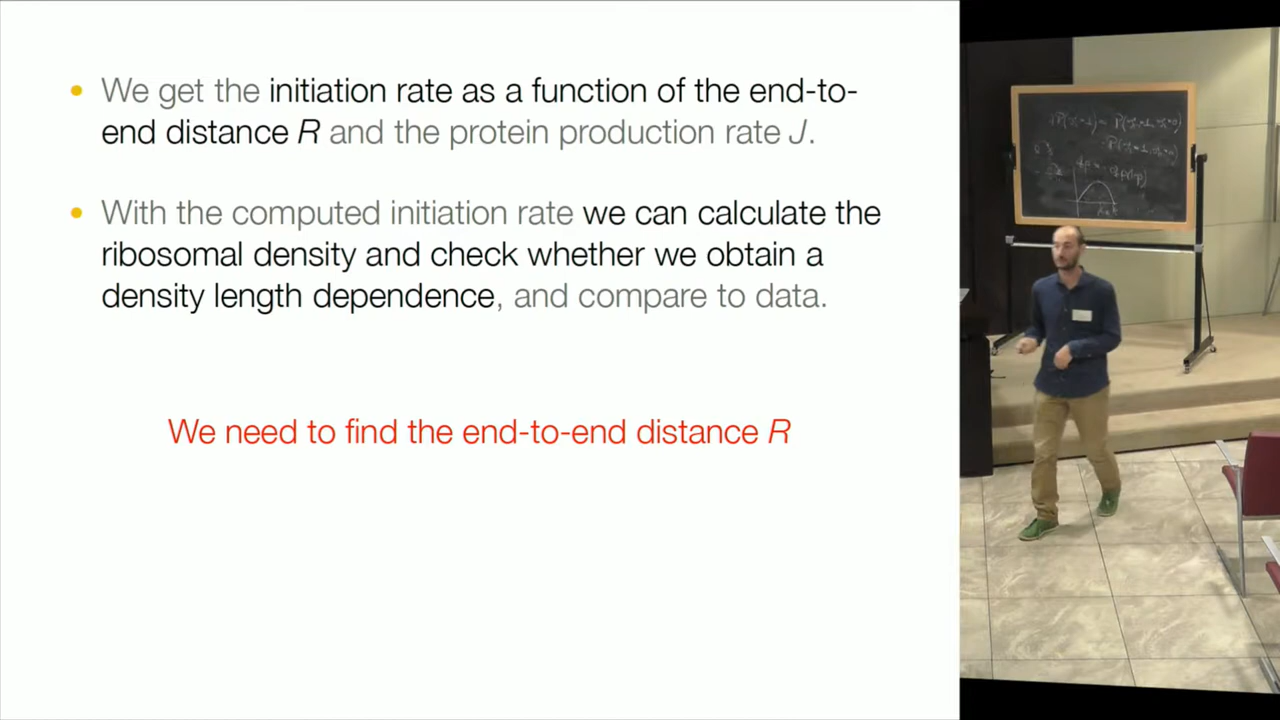 • We get the initiation rate as a function of the end-to-
end distance R and the protein production rate J.
• With the computed initiation rate we can calculate the
ribosomal density and check whether we obtain a
density length dependence, and compare to data.
We need to find the end-to-end distance R